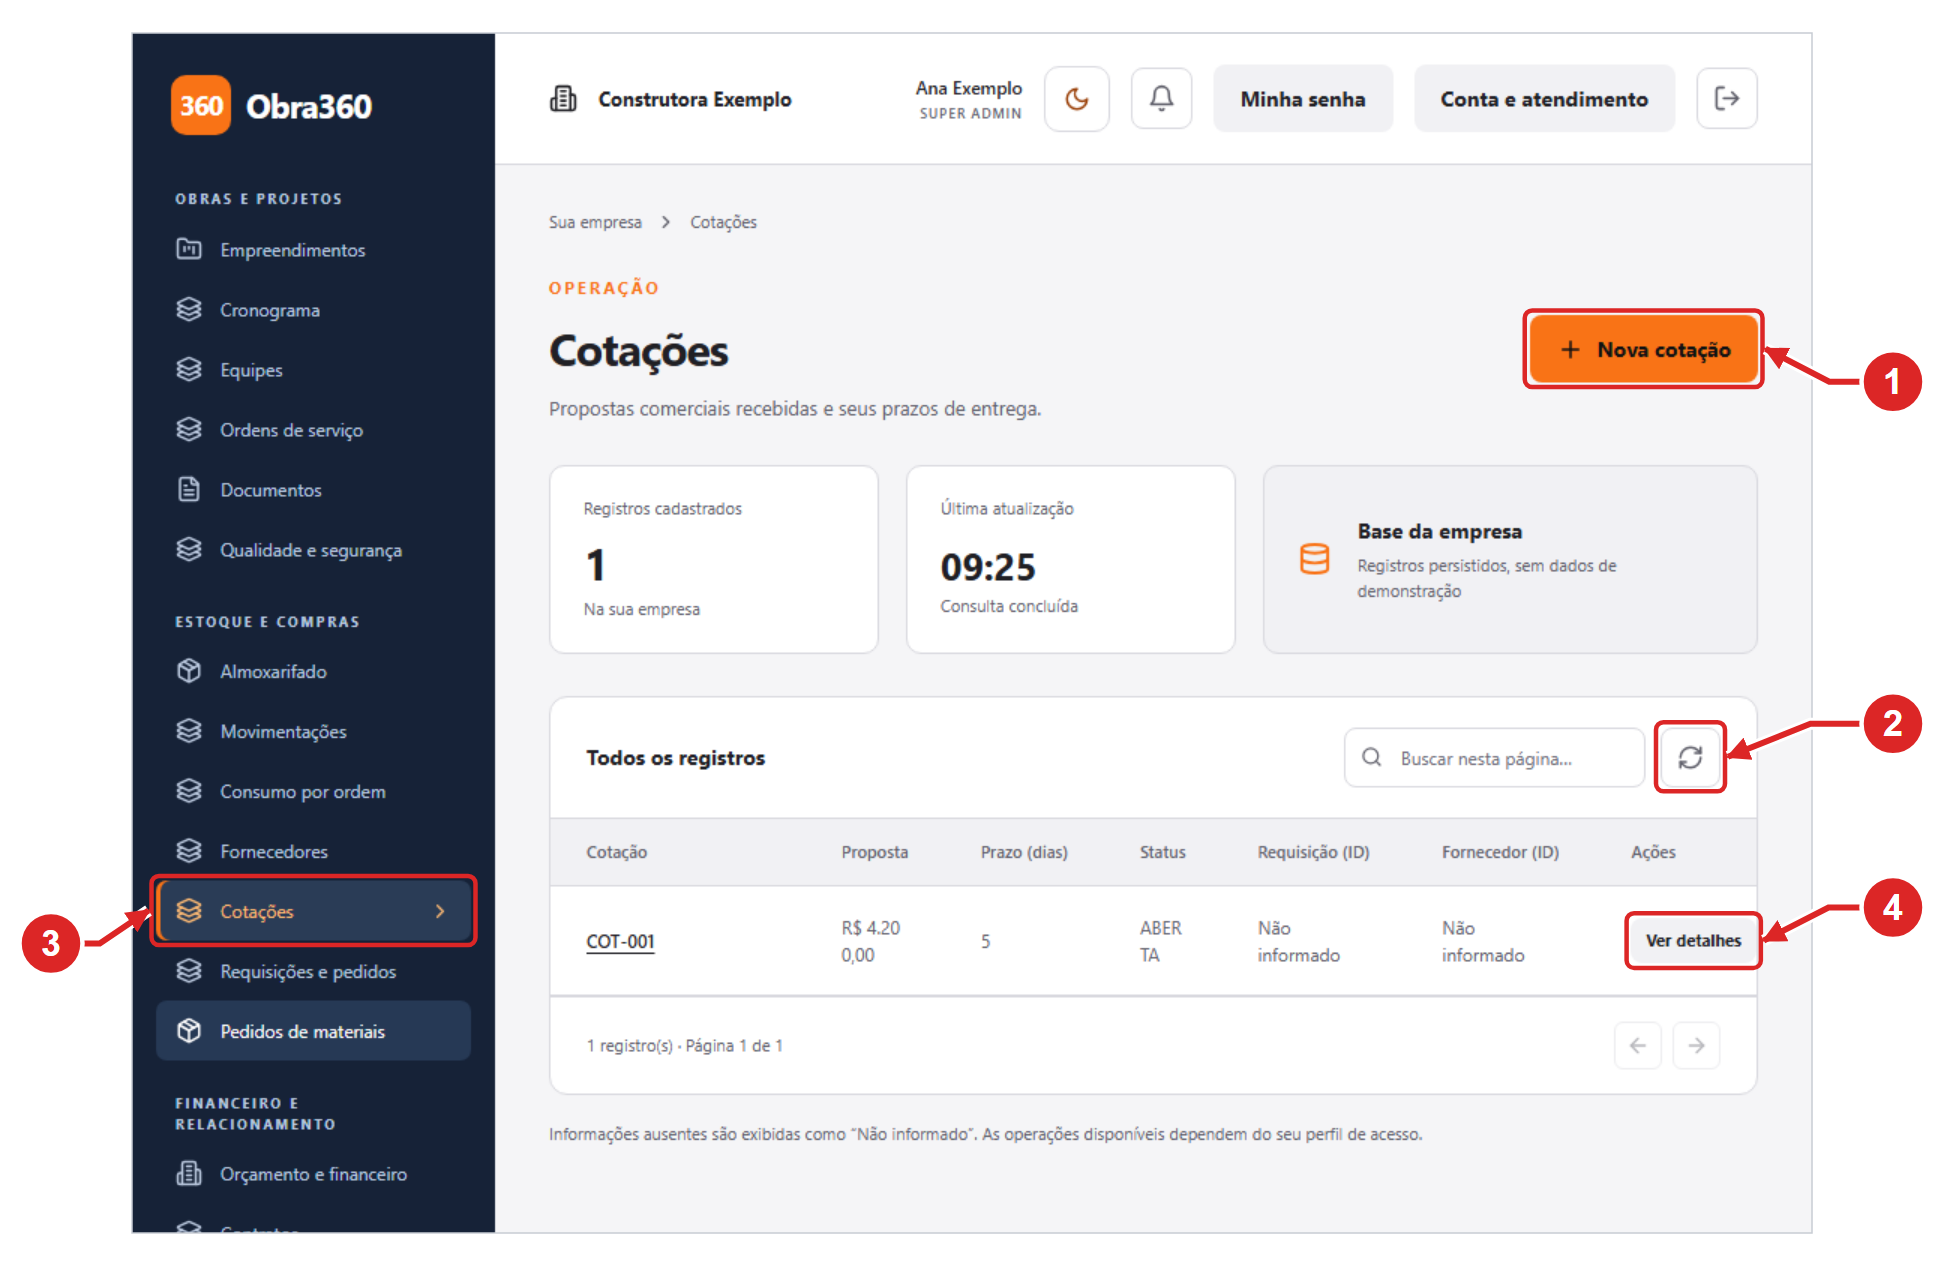 360 Obra360
OBRAS E PROJETOS
Empreendimentos
Cronograma
Equipes
Ordens de serviço
Documentos
Qualidade e segurança
ESTOQUE E COMPRAS
Almoxarifado
Movimentações
Consumo por ordem
Fornecedores
3
Cotações
Requisições e pedidos
Pedidos de materiais
FINANCEIRO E
RELACIONAMENTO
Orçamento e financeiro
Construtora Exemplo
Ana Exemplo
SUPER ADMIN
Minha senha
Conta e atendimento
Sua empresa > Cotações
OPERAÇÃO
Cotações
+ Nova cotação
1
Propostas comerciais recebidas e seus prazos de entrega.
Registros cadastrados
1
Na sua empresa
Última atualização
09:25
Consulta concluída
Base da empresa
Registros persistidos, sem dados de
demonstração
Todos os registros
Buscar nesta página...
2
Cotação Proposta Prazo (dias) Status Requisição (ID) Fornecedor (ID) Ações
COT-001
R$ 4.20
0,00
5
ABER
TA
Não
informado
Não
informado
Ver detalhes
4
1 registro(s) · Página 1 de 1
Informações ausentes são exibidas como “Não informado”. As operações disponíveis dependem do seu perfil de acesso.